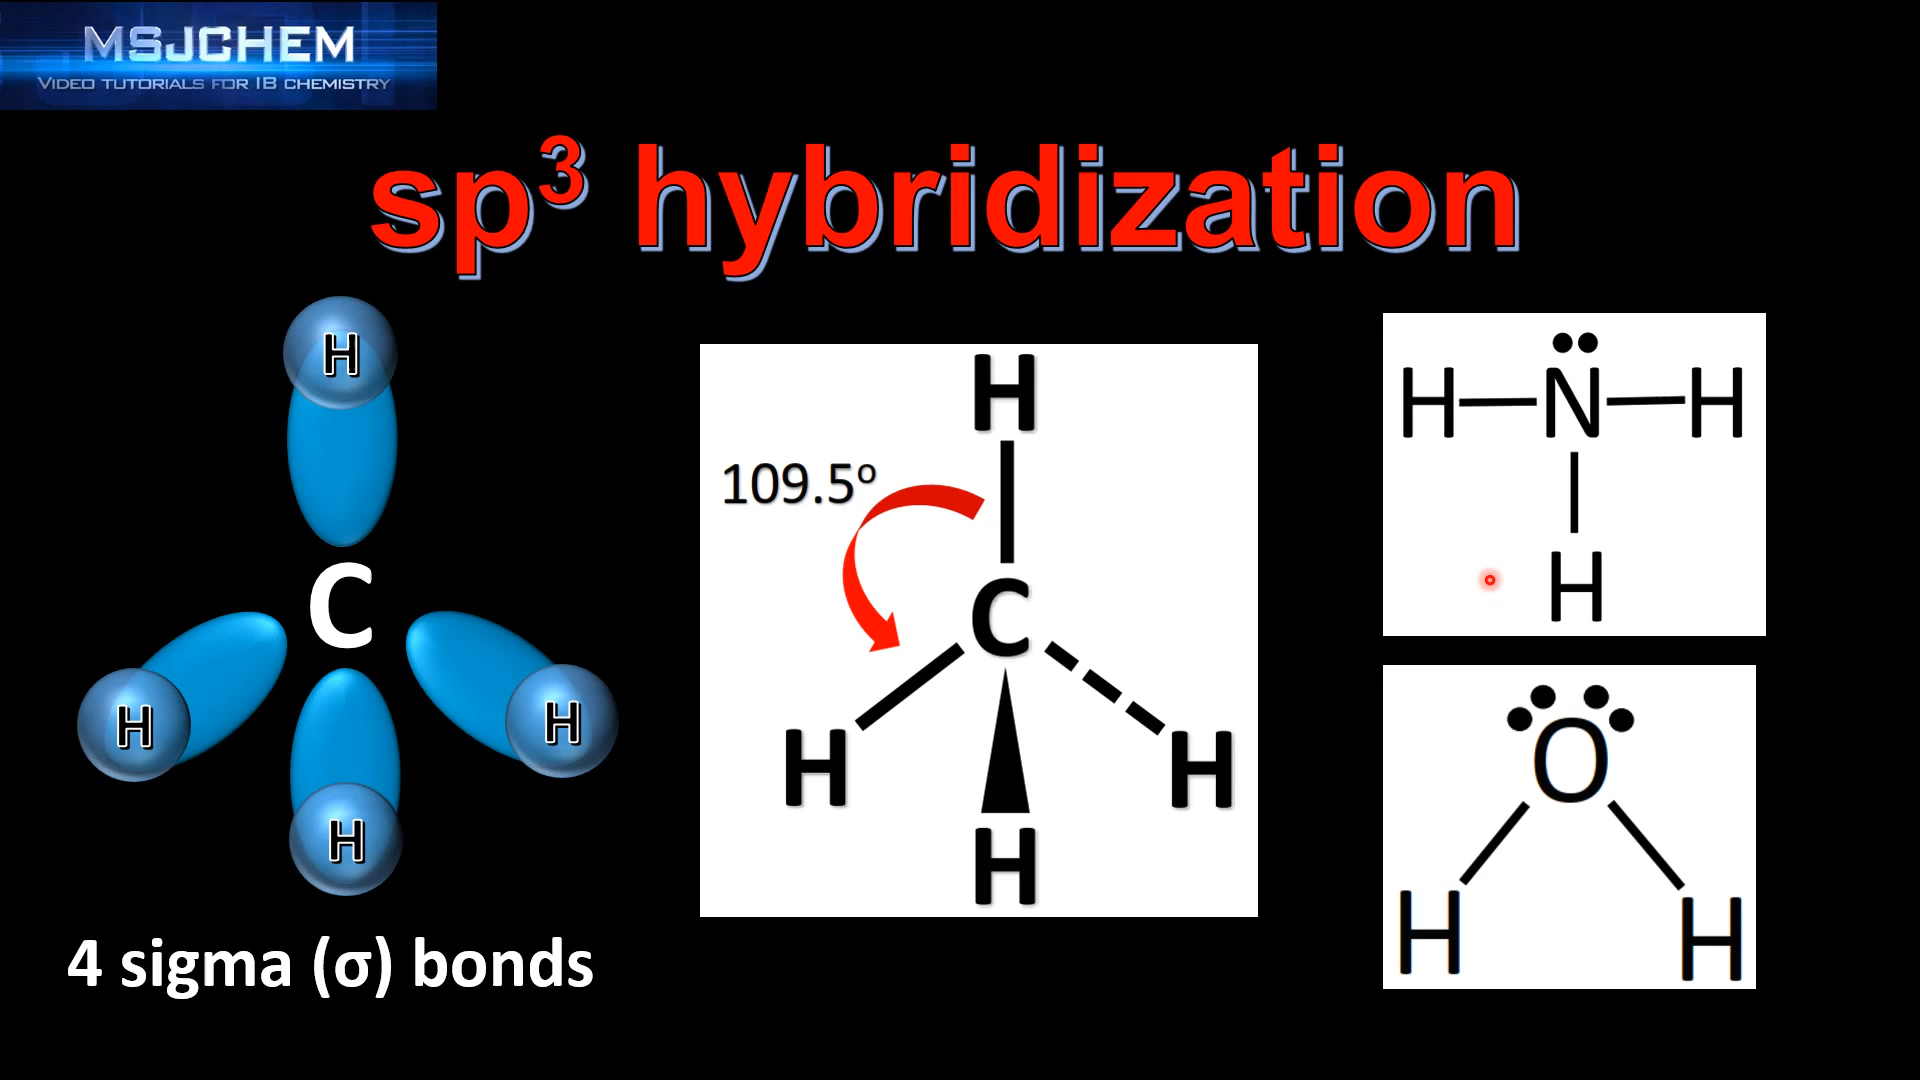 MSJCHEM
VIDEO TUTORIALS FOR IB CHEMISTRY
sp³ hybridization
H
C
H
H
H
4 sigma (σ) bonds
H
109.5º
C
H
H
H
H N H
H
O
H H